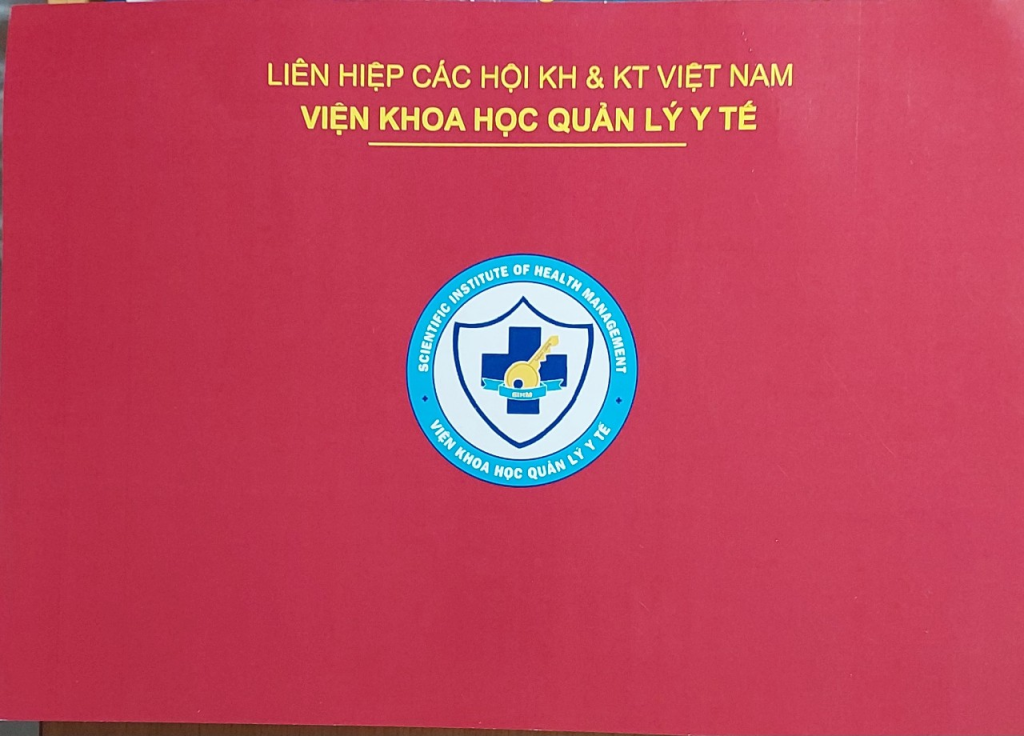 LIÊN HIỆP CÁC HỘI KH & KT VIỆT NAM
VIỆN KHOA HỌC QUẢN LÝ Y TẾ
SCIENTIFIC INSTITUTE OF HEALTH MANAGEMENT
SIHM
VIỆN KHOA HỌC QUẢN LÝ Y TẾ